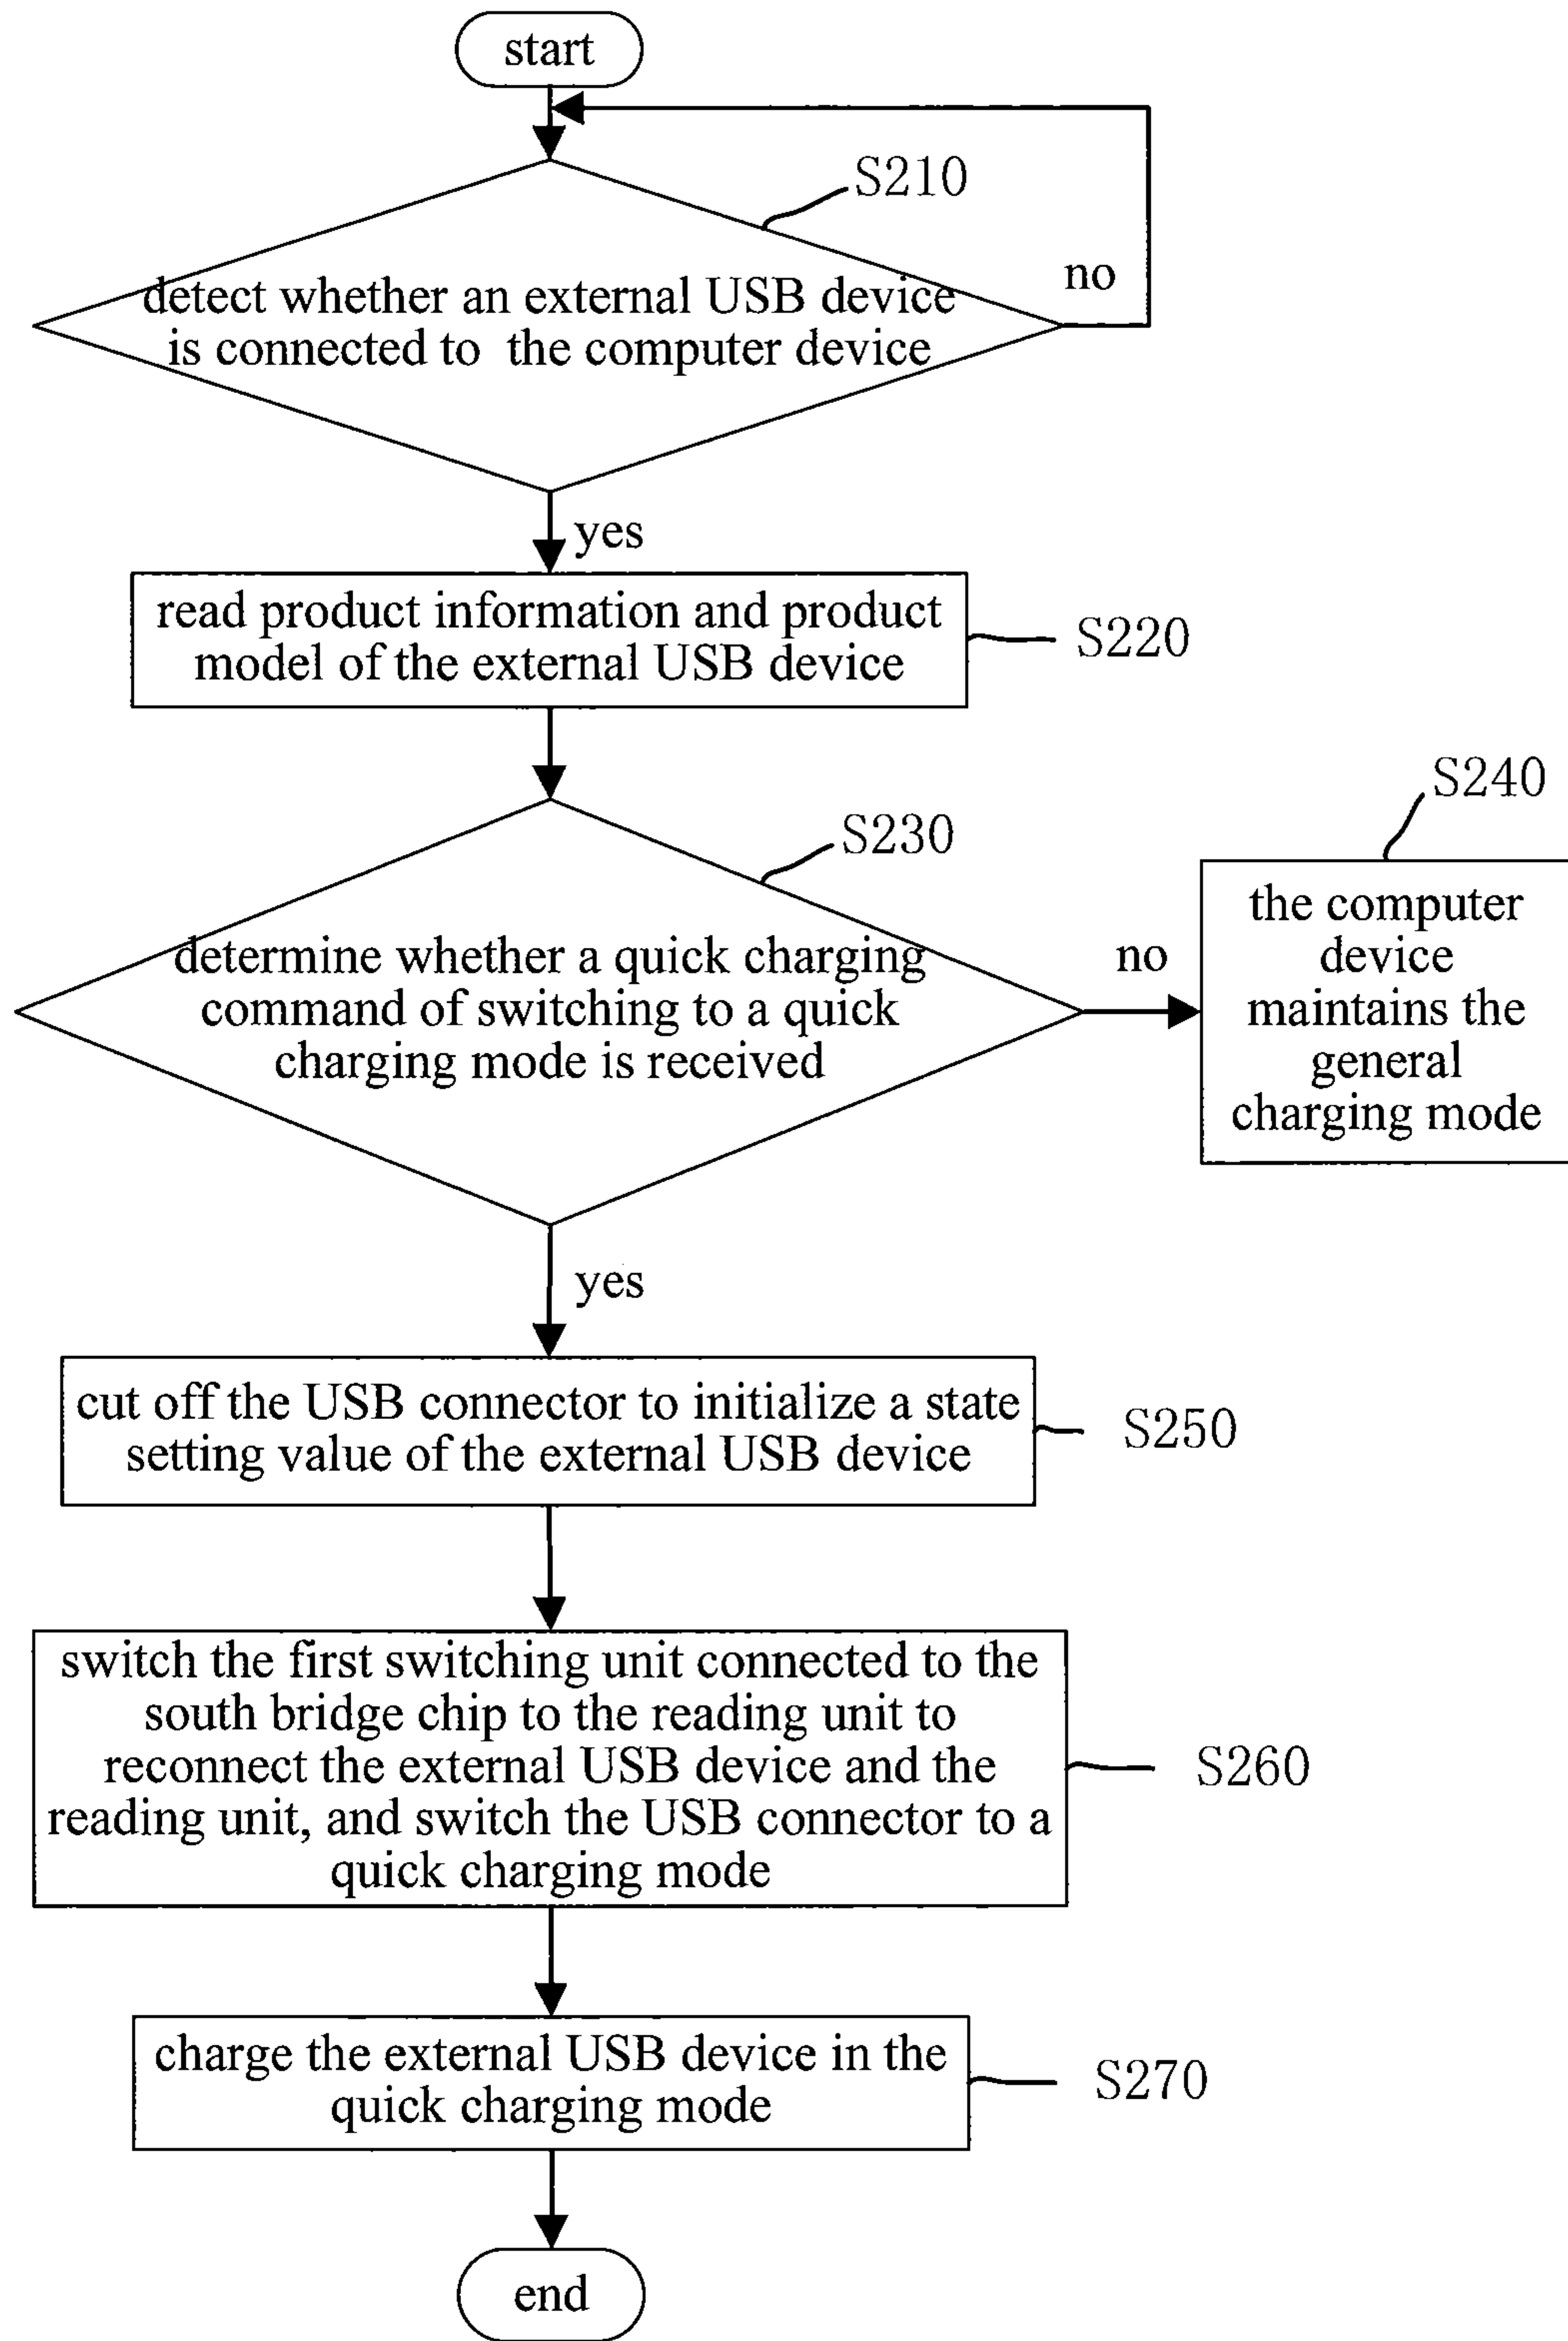 start
S210
detect whether an external USB device
is connected to the computer device
no
yes
read product information and product
model of the external USB device
S220
S240
S230
determine whether a quick charging
command of switching to a quick
charging mode is received
no
the computer
device
maintains the
general
charging mode
yes
cut off the USB connector to initialize a state
setting value of the external USB device
S250
switch the first switching unit connected to the
south bridge chip to the reading unit to
reconnect the external USB device and the
reading unit, and switch the USB connector to a
quick charging mode
S260
charge the external USB device in the
quick charging mode
S270
end